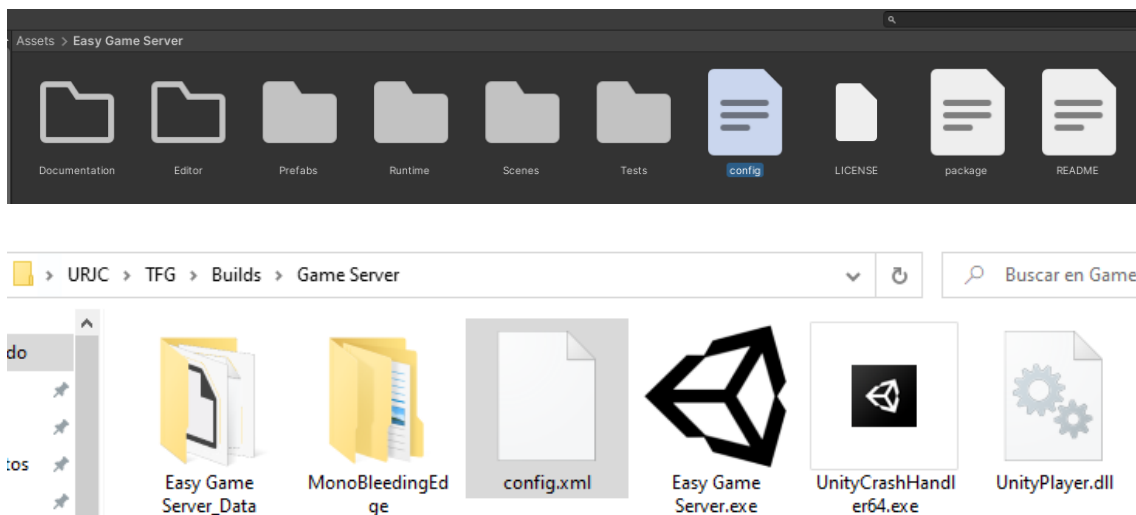 Assets > Easy Game Server
Documentation
Editor
Prefabs
Runtime
Scenes
Tests
config
LICENSE
package
README
URJC > TFG > Builds > Game Server
Buscar en Game
do
tos
Easy Game
Server_Data
MonoBleedingEd
ge
config.xml
Easy Game
Server.exe
UnityCrashHandl
er64.exe
UnityPlayer.dll